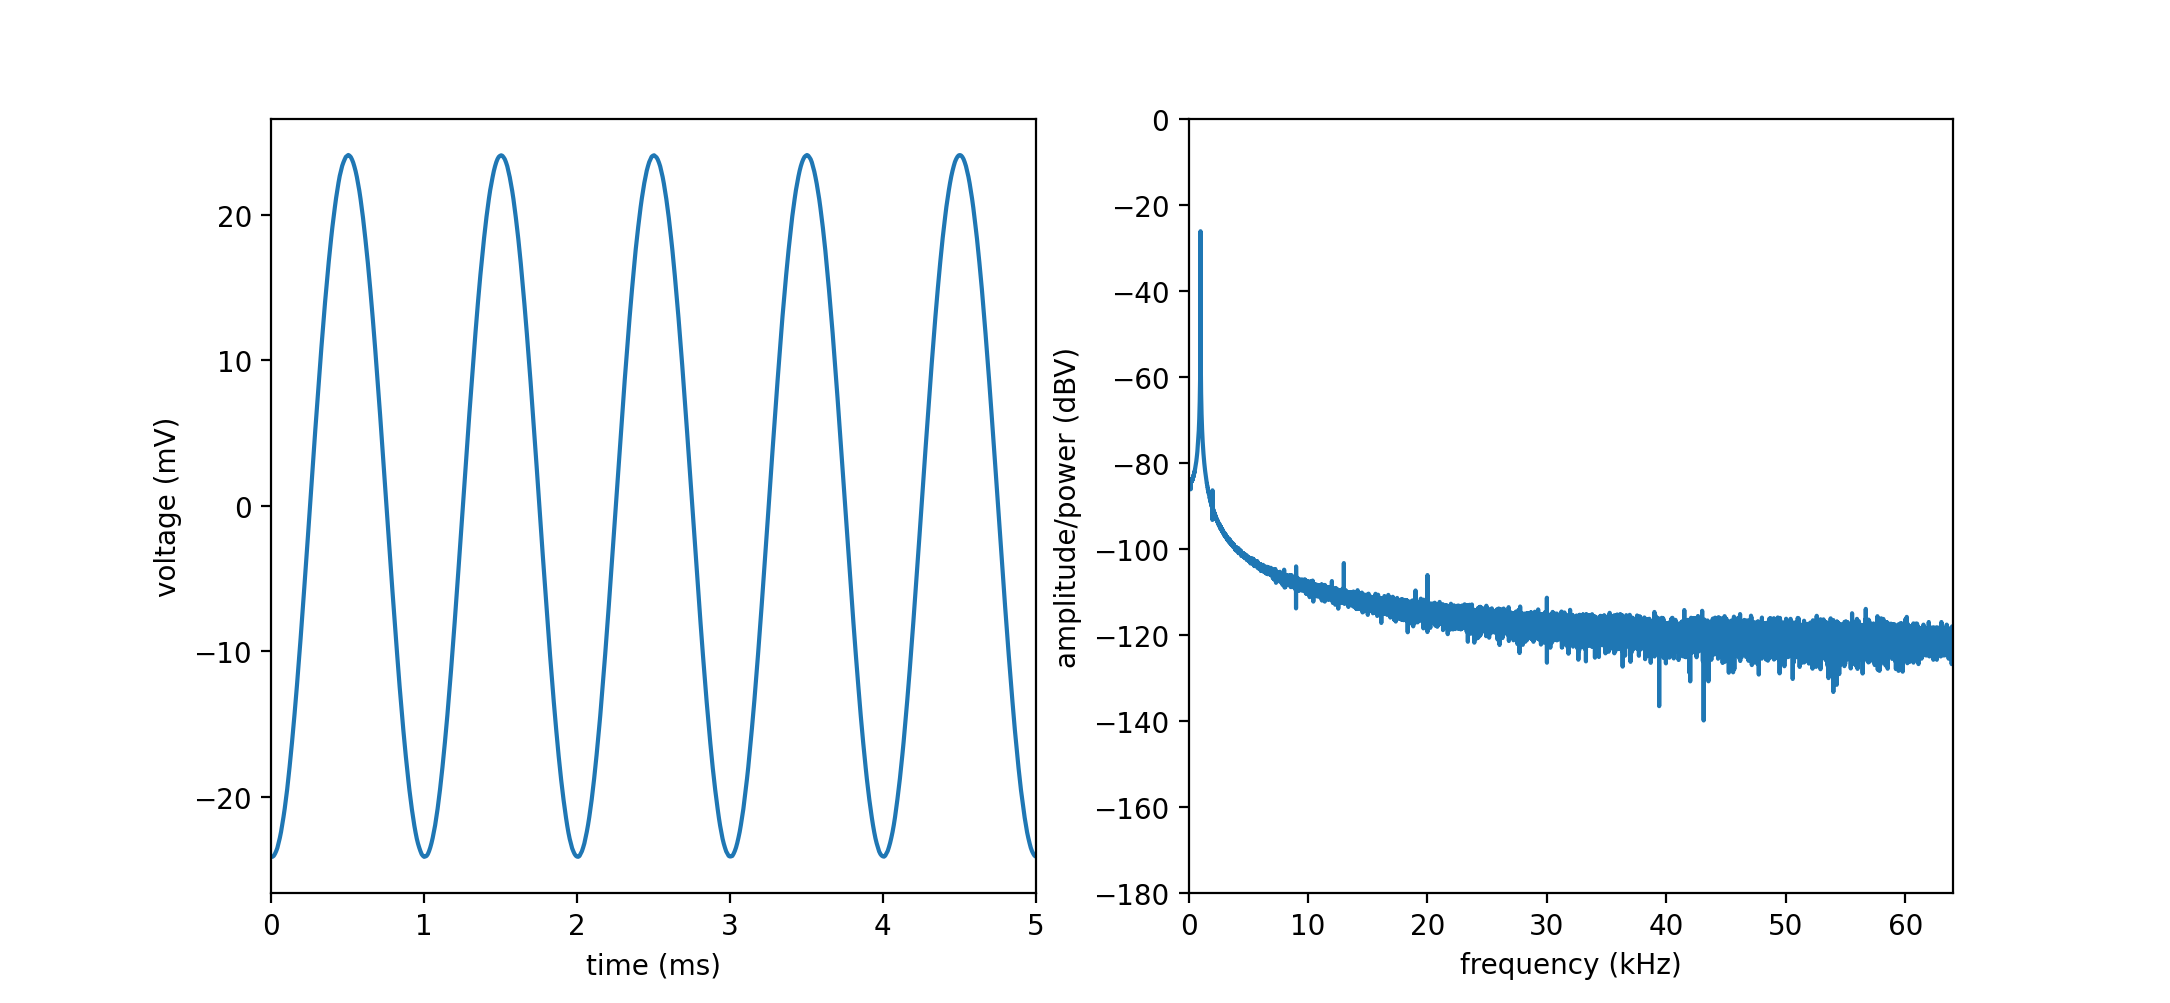 20
10
0
−10
−20
voltage (mV)
0 1 2 3 4 5
time (ms)
0
−20
−40
−60
−80
−100
−120
−140
−160
−180
amplitude/power (dBV)
0 10 20 30 40 50 60
frequency (kHz)